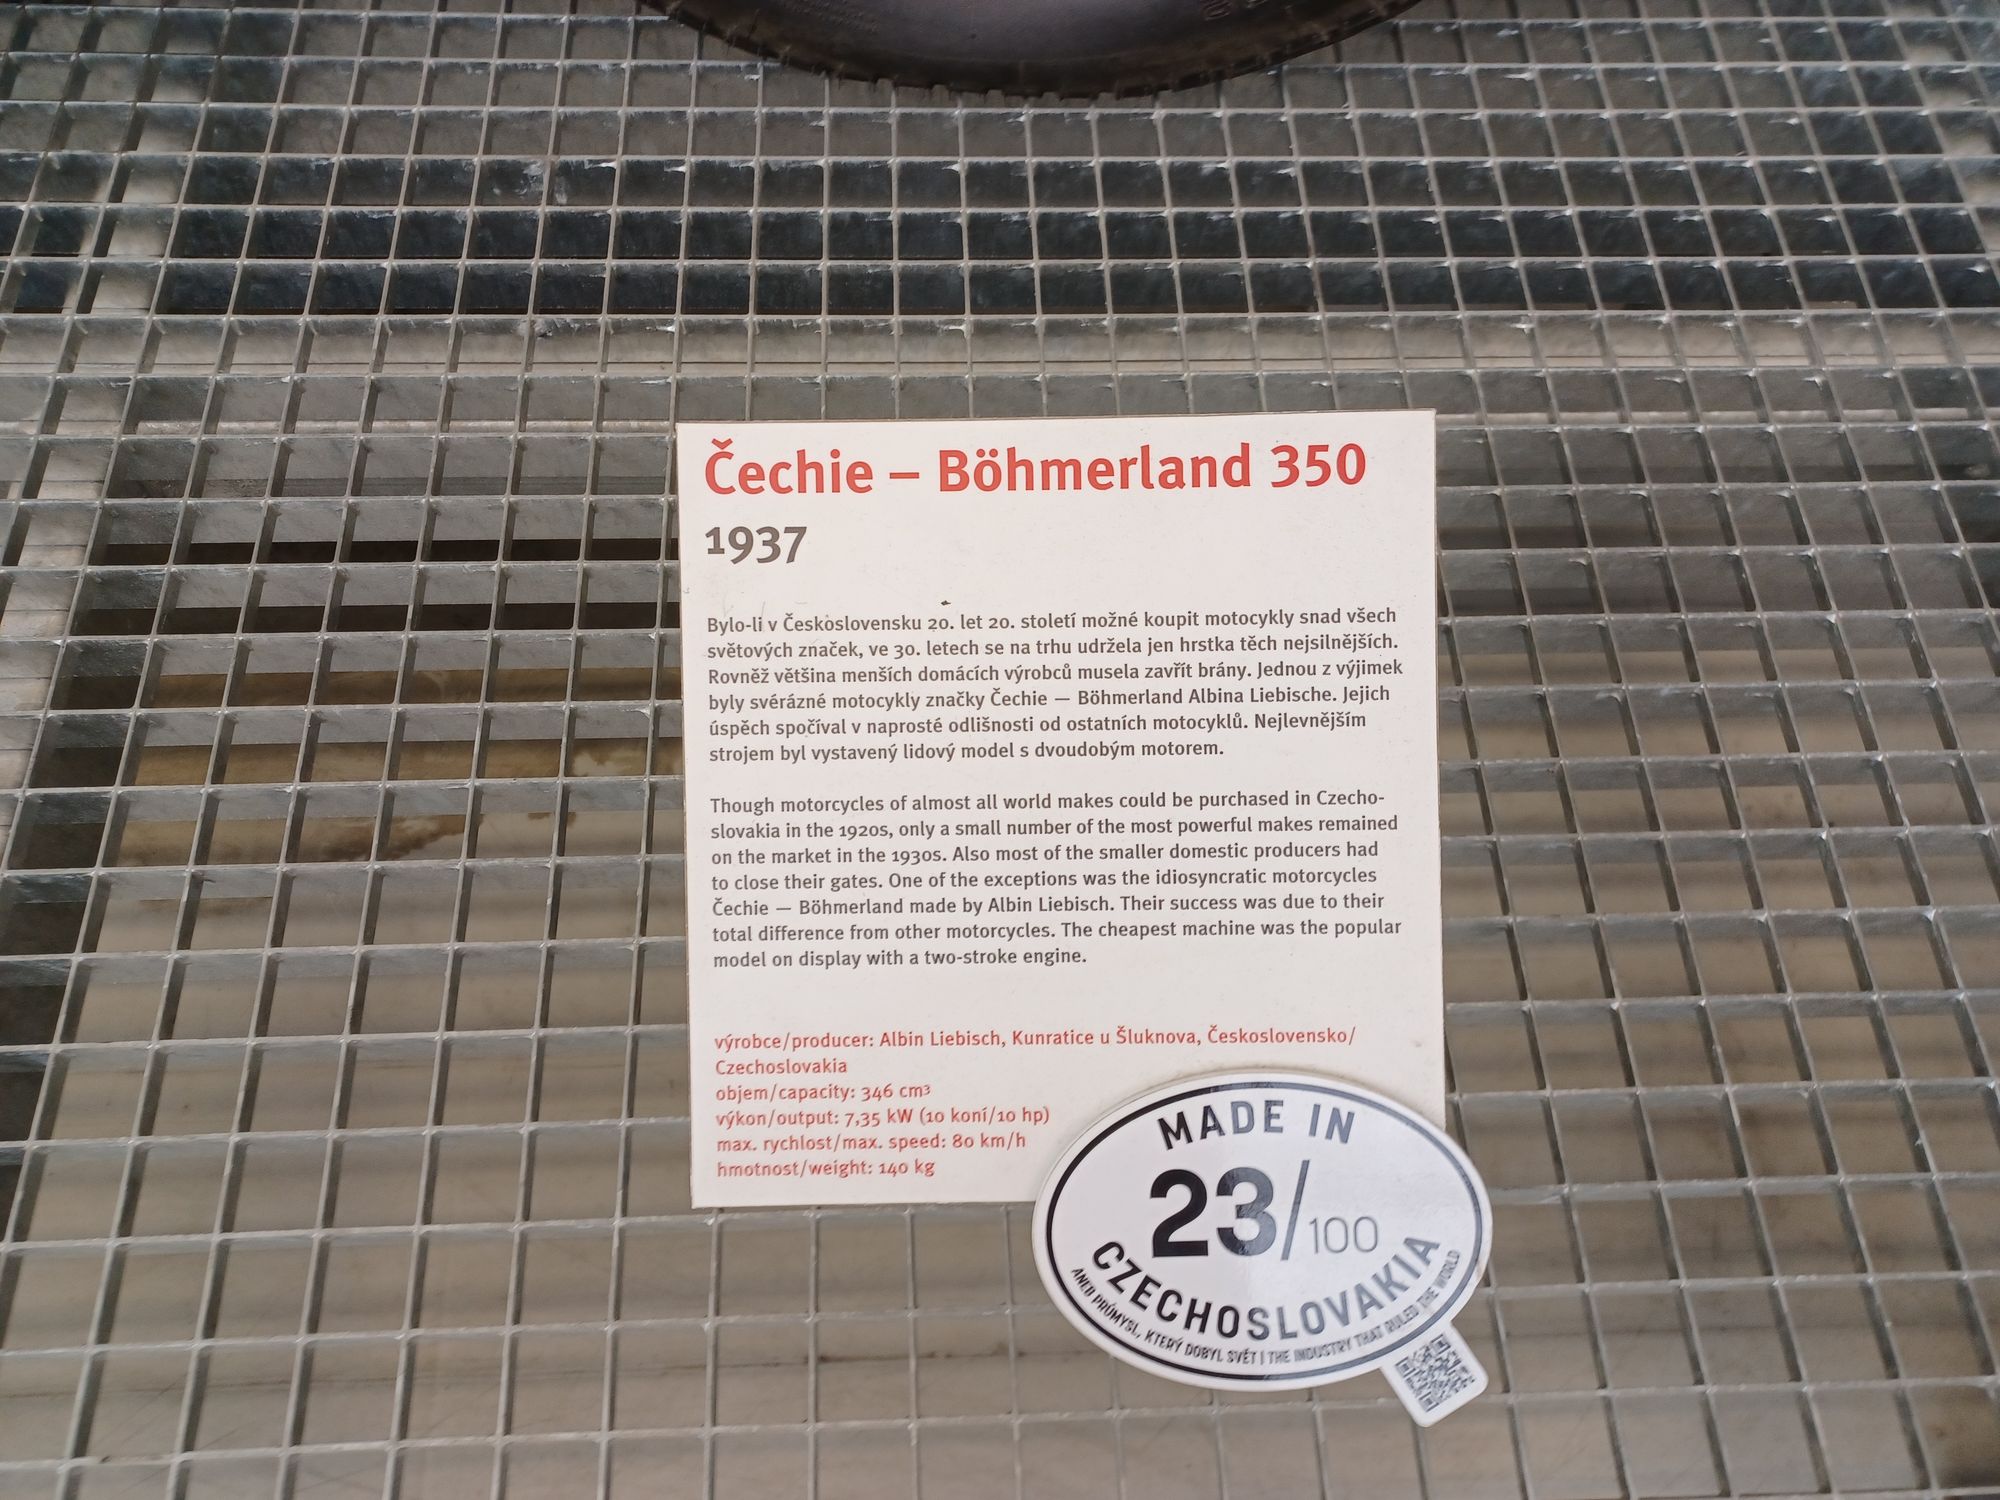 Čechie – Böhmerland 350
1937
Bylo-li v Československu 20. let 20. století možné koupit motocykly snad všech
světových značek, ve 30. letech se na trhu udržela jen hrstka těch nejsilnějších.
Rovněž většina menších domácích výrobců musela zavřít brány. Jednou z výjimek
byly svérázné motocykly značky Čechie — Böhmerland Albina Liebische. Jejich
úspěch spočíval v naprosté odlišnosti od ostatních motocyklů. Nejlevnějším
strojem byl vystavený lidový model s dvoudobým motorem.
Though motorcycles of almost all world makes could be purchased in Czecho-
slovakia in the 1920s, only a small number of the most powerful makes remained
on the market in the 1930s. Also most of the smaller domestic producers had
to close their gates. One of the exceptions was the idiosyncratic motorcycles
Čechie — Böhmerland made by Albin Liebisch. Their success was due to their
total difference from other motorcycles. The cheapest machine was the popular
model on display with a two-stroke engine.
výrobce/producer: Albin Liebisch, Kunratice u Šluknova, Československo/
Czechoslovakia
objem/capacity: 346 cm³
výkon/output: 7,35 kW (10 koní/10 hp)
max. rychlost/max. speed: 80 km/h
hmotnost/weight: 140 kg
MADE IN
23/100
CZECHOSLOVAKIA
ANEB PRŮMYSL, KTERÝ DOBYL SVĚT | THE INDUSTRY THAT RULED THE WORLD